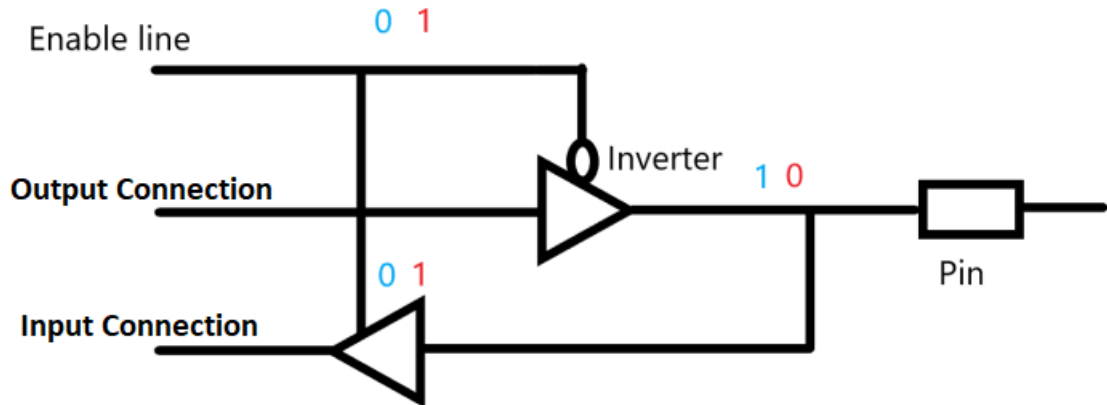 0 1
Enable line
Inverter
1 0
Output Connection
Pin
0 1
Input Connection